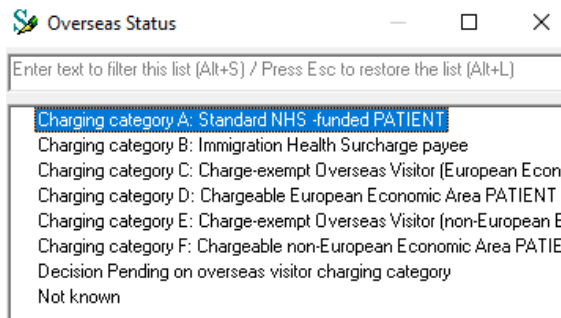 Overseas Status
Enter text to filter this list (Alt+S) / Press Esc to restore the list (Alt+L)
Charging category A: Standard NHS -funded PATIENT
Charging category B: Immigration Health Surcharge payee
Charging category C: Charge-exempt Overseas Visitor (European Econ
Charging category D: Chargeable European Economic Area PATIENT
Charging category E: Charge-exempt Overseas Visitor (non-European E
Charging category F: Chargeable non-European Economic Area PATIE
Decision Pending on overseas visitor charging category
Not known